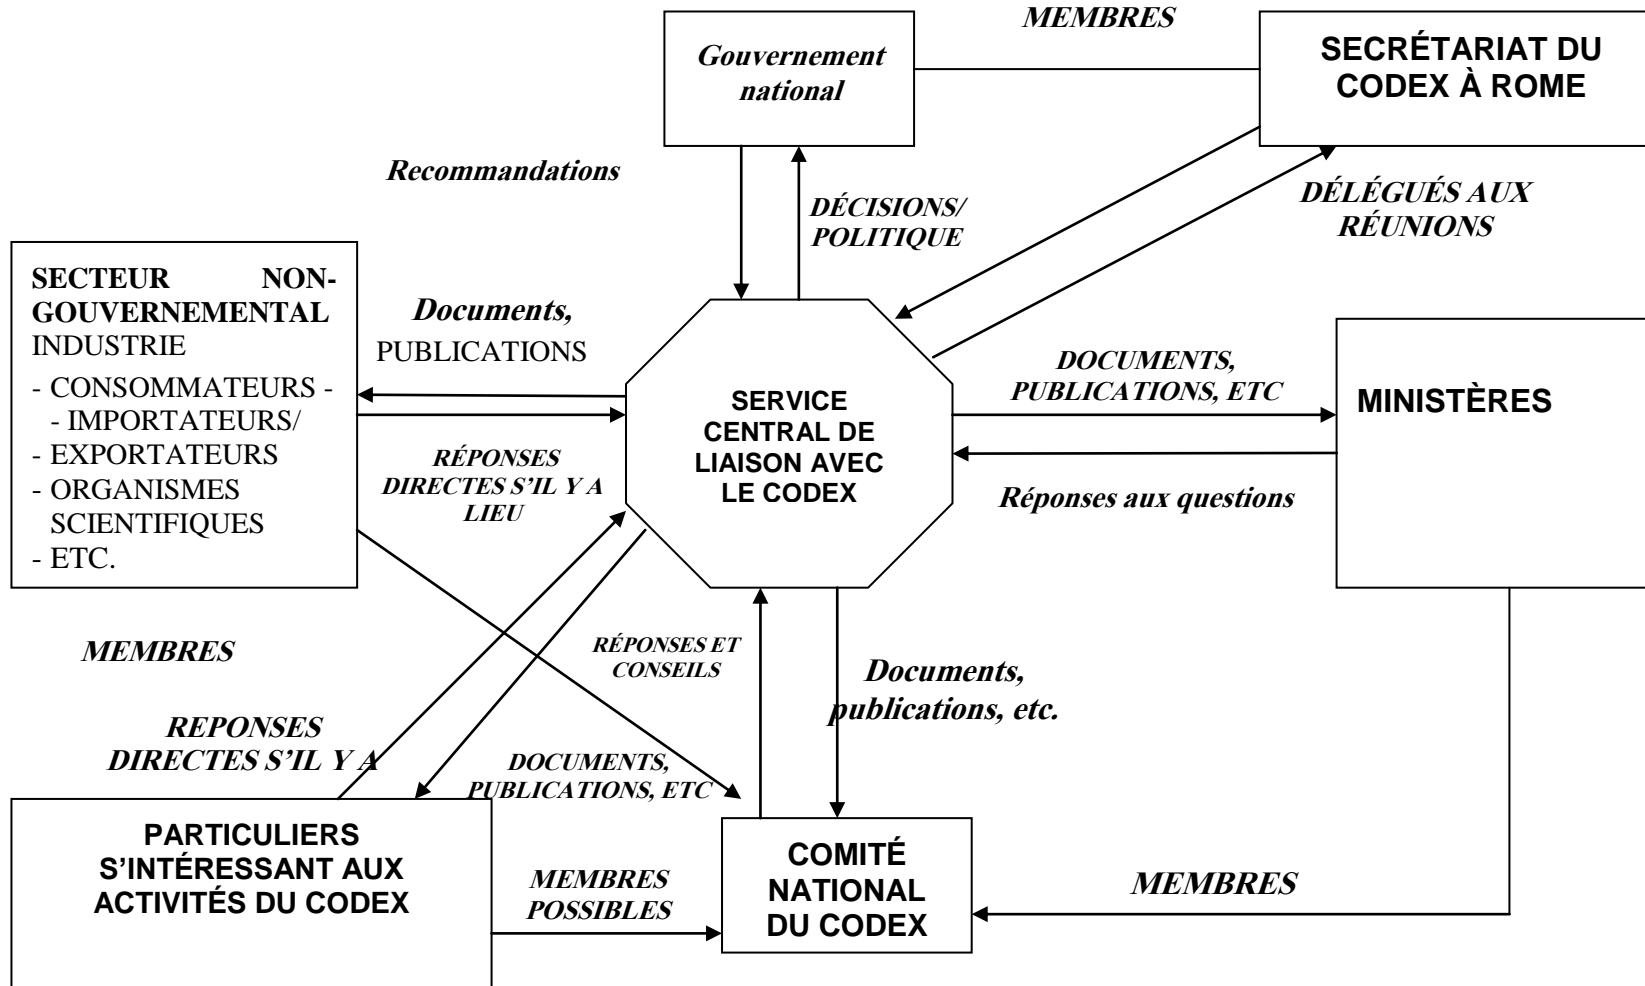 MEMBRES
Gouvernement
national
SECRÉTARIAT DU
CODEX À ROME
Recommandations
DÉCISIONS/
POLITIQUE
DÉLÉGUÉS AUX
RÉUNIONS
SECTEUR NON-
GOUVERNEMENTAL
INDUSTRIE
- CONSOMMATEURS -
- IMPORTATEURS/
- EXPORTATEURS
- ORGANISMES
SCIENTIFIQUES
- ETC.
Documents,
PUBLICATIONS
RÉPONSES
DIRECTES S'IL Y A
LIEU
SERVICE
CENTRAL DE
LIAISON AVEC
LE CODEX
DOCUMENTS,
PUBLICATIONS, ETC
MINISTÈRES
Réponses aux questions
MEMBRES
RÉPONSES ET
CONSEILS
Documents,
publications, etc.
REPONSES
DIRECTES S'IL Y A
DOCUMENTS,
PUBLICATIONS, ETC
PARTICULIERS
S'INTÉRESSANT AUX
ACTIVITÉS DU CODEX
MEMBRES
POSSIBLES
COMITÉ
NATIONAL
DU CODEX
MEMBRES